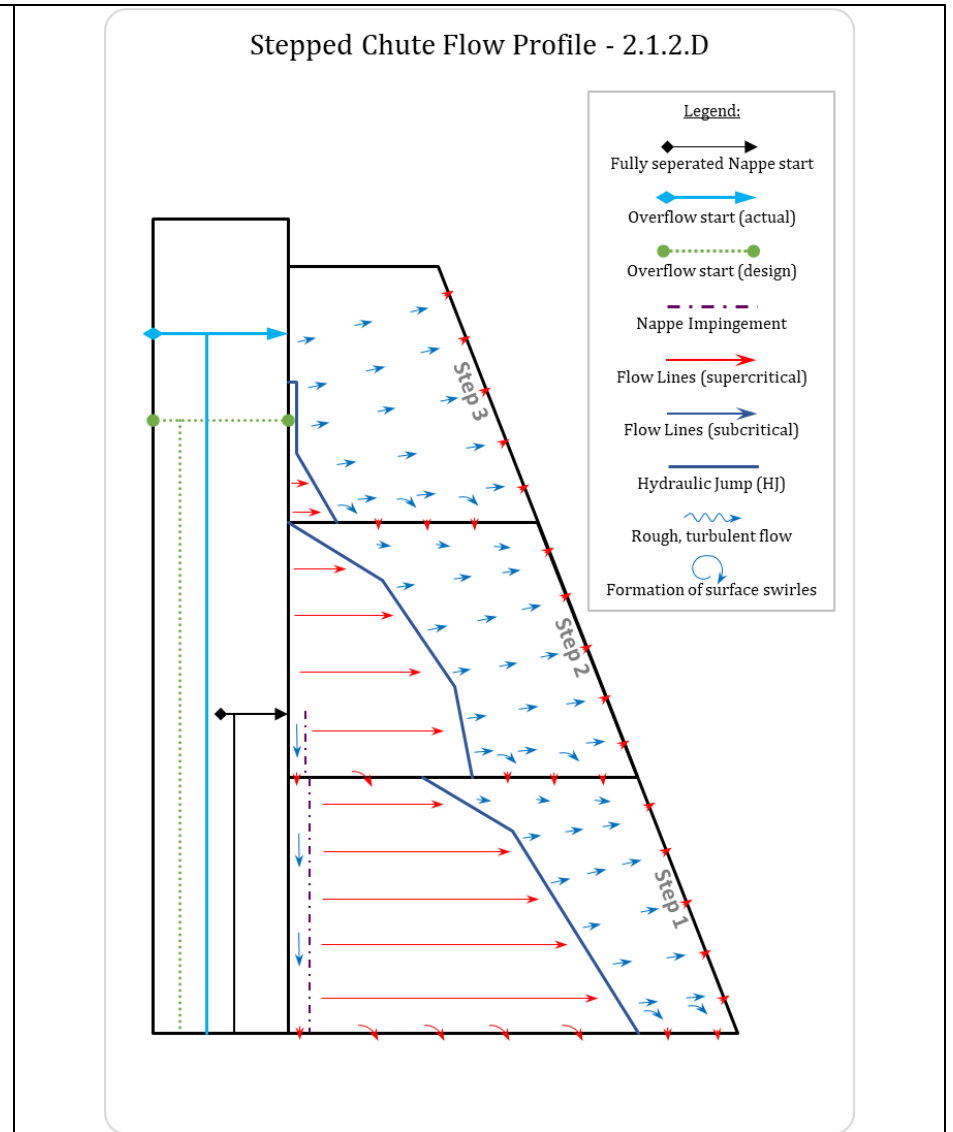 Stepped Chute Flow Profile - 2.1.2.D
Legend:
Fully seperated Nappe start
Overflow start (actual)
Overflow start (design)
Nappe Impingement
Flow Lines (supercritical)
Flow Lines (subcritical)
Hydraulic Jump (HJ)
Rough, turbulent flow
Formation of surface swirles
Step 3
Step 2
Step 1